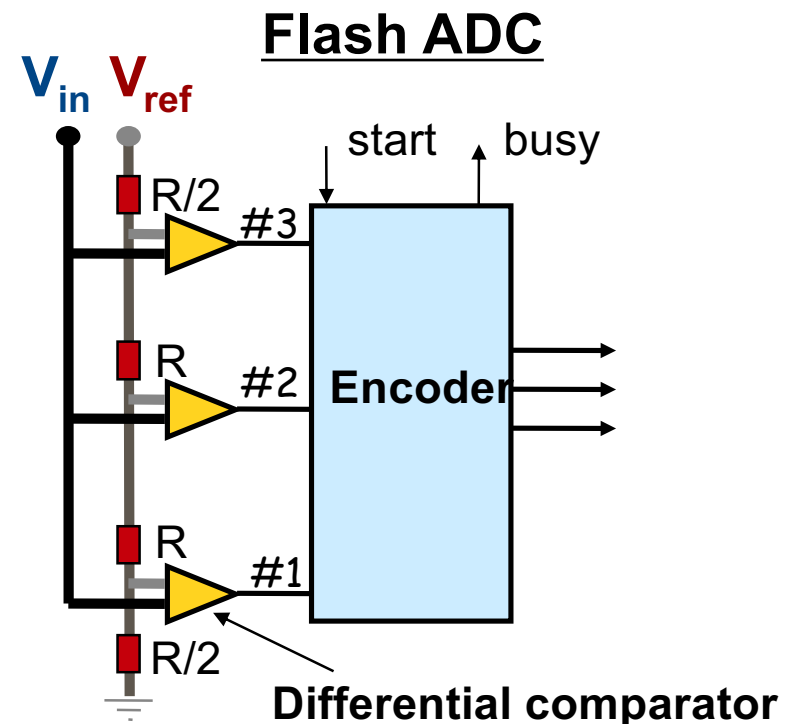 Flash ADC
Vin Vref
start busy
R/2
#3
R
#2
Encoder
R
#1
R/2
Differential comparator